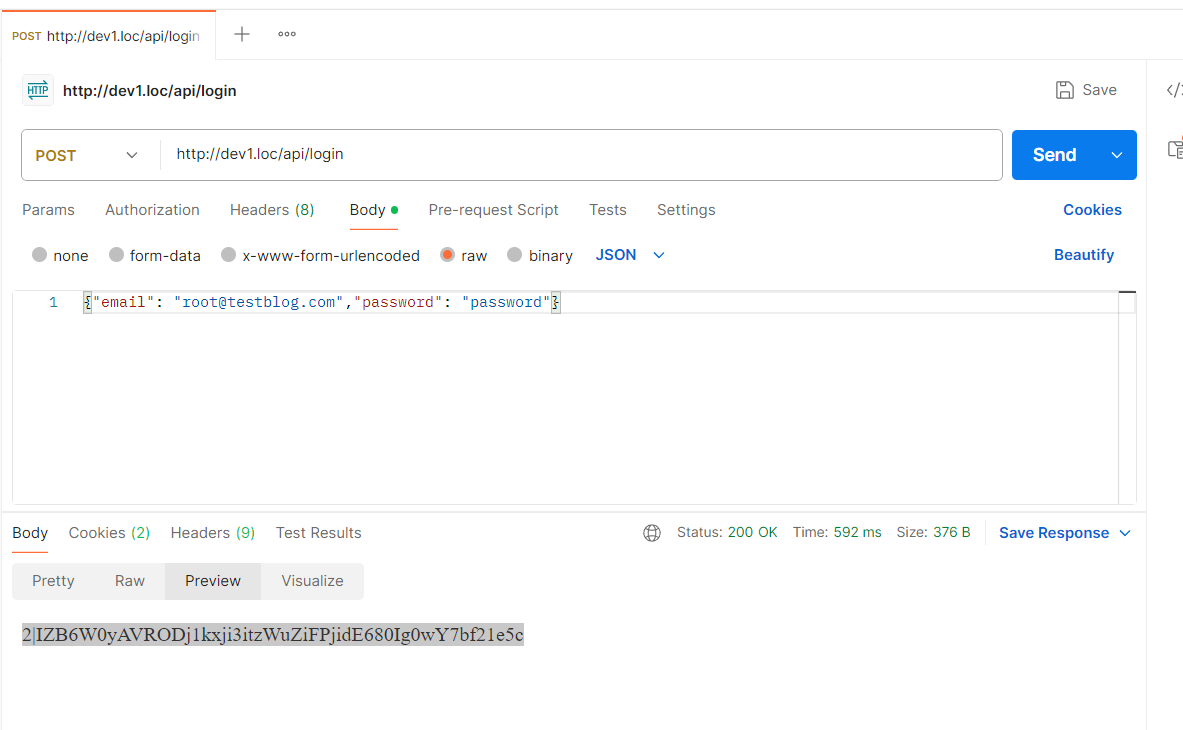 POST http://dev1.loc/api/login
HTTP http://dev1.loc/api/login Save
POST http://dev1.loc/api/login Send
Params Authorization Headers (8) Body Pre-request Script Tests Settings Cookies
none form-data x-www-form-urlencoded raw binary JSON Beautify
1 {"email": "root@testblog.com","password": "password"}
Body Cookies (2) Headers (9) Test Results Status: 200 OK Time: 592 ms Size: 376 B Save Response
Pretty Raw Preview Visualize
2|IZB6W0yAVRODj1kxji3itzWuZiFPjidE680Ig0wY7bf21e5c